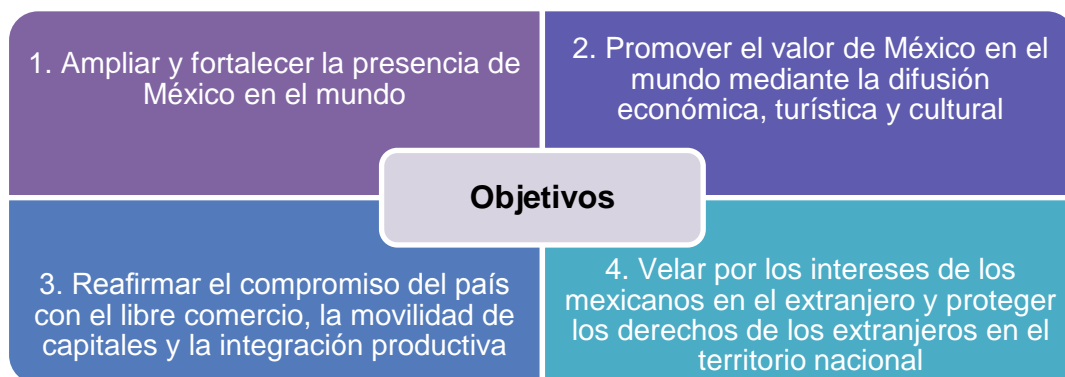 1. Ampliar y fortalecer la presencia de
México en el mundo
2. Promover el valor de México en el
mundo mediante la difusión
económica, turística y cultural
Objetivos
3. Reafirmar el compromiso del país
con el libre comercio, la movilidad de
capitales y la integración productiva
4. Velar por los intereses de los
mexicanos en el extranjero y proteger
los derechos de los extranjeros en el
territorio nacional